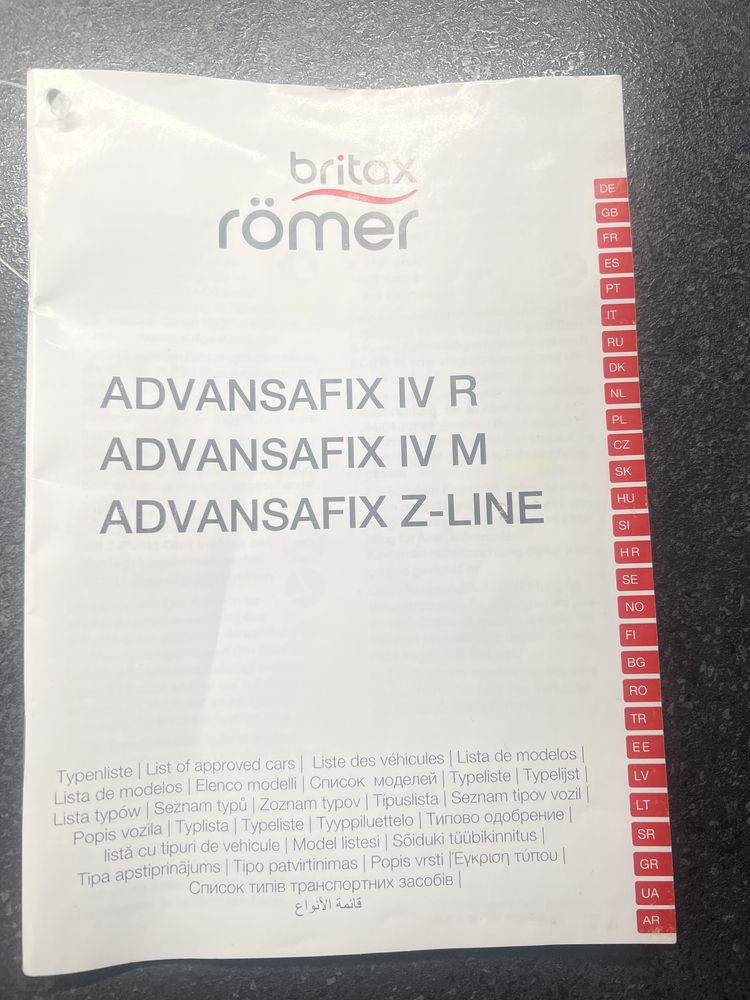 britax
römer
ADVANSAFIX IV R
ADVANSAFIX IV M
ADVANSAFIX Z-LINE
Typenliste | List of approved cars | Liste des véhicules | Lista de modelos |
Lista de modelos | Elenco modelli | Список моделей | Typeliste | Typelijst |
Lista typów | Seznam typů | Zoznam typov | Típuslista | Seznam tipov vozil |
Popis vozila | Typlista | Typeliste | Tyyppiluettelo | Типово одобрение |
listă cu tipuri de vehicule | Model listesi | Sõiduki tüübikinnitus |
Tipa apstiprinājums | Tipo patvirtinimas | Popis vrsti |Έγκριση τύπου |
Список типів транспортних засобів |
قائمة الأنواع
DE
GB
FR
ES
PT
IT
RU
DK
NL
PL
CZ
SK
HU
SI
HR
SE
NO
FI
BG
RO
TR
EE
LV
LT
SR
GR
UA
AR